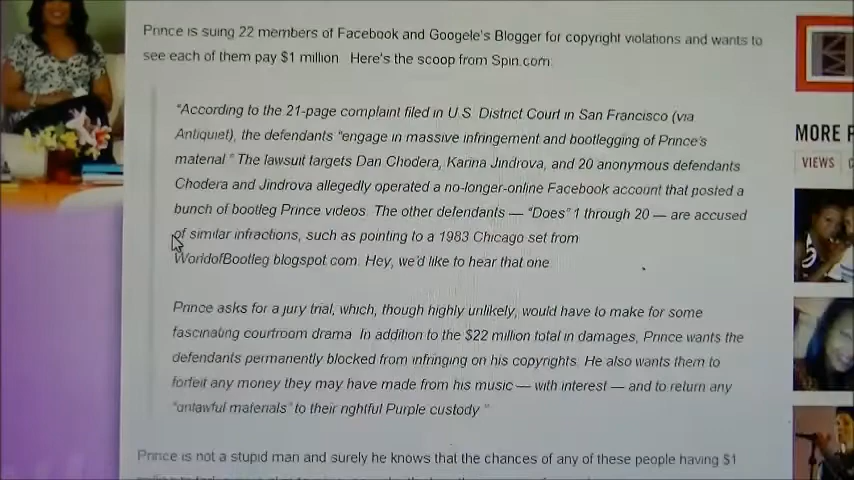 Prince is suing 22 members of Facebook and Googele's Blogger for copyright violations and wants to
see each of them pay $1 million  Here's the scoop from Spin.com:
"According to the 21-page complaint filed in U.S. District Court in San Francisco (via
Antiquiet), the defendants "engage in massive infringement and bootlegging of Prince's
material." The lawsuit targets Dan Chodera, Karina Jindrova, and 20 anonymous defendants
Chodera and Jindrova allegedly operated a no-longer-online Facebook account that posted a
bunch of bootleg Prince videos. The other defendants — "Does" 1 through 20 — are accused
of similar infractions, such as pointing to a 1983 Chicago set from
WorldofBootleg.blogspot.com. Hey, we'd like to hear that one.
Prince asks for a jury trial, which, though highly unlikely, would have to make for some
fascinating courtroom drama. In addition to the $22 million total in damages, Prince wants the
defendants permanently blocked from infringing on his copyrights. He also wants them to
forfeit any money they may have made from his music — with interest — and to return any
"unlawful materials" to their rightful Purple custody."
Prince is not a stupid man and surely he knows that the chances of any of these people having $1
MORE
VIEWS